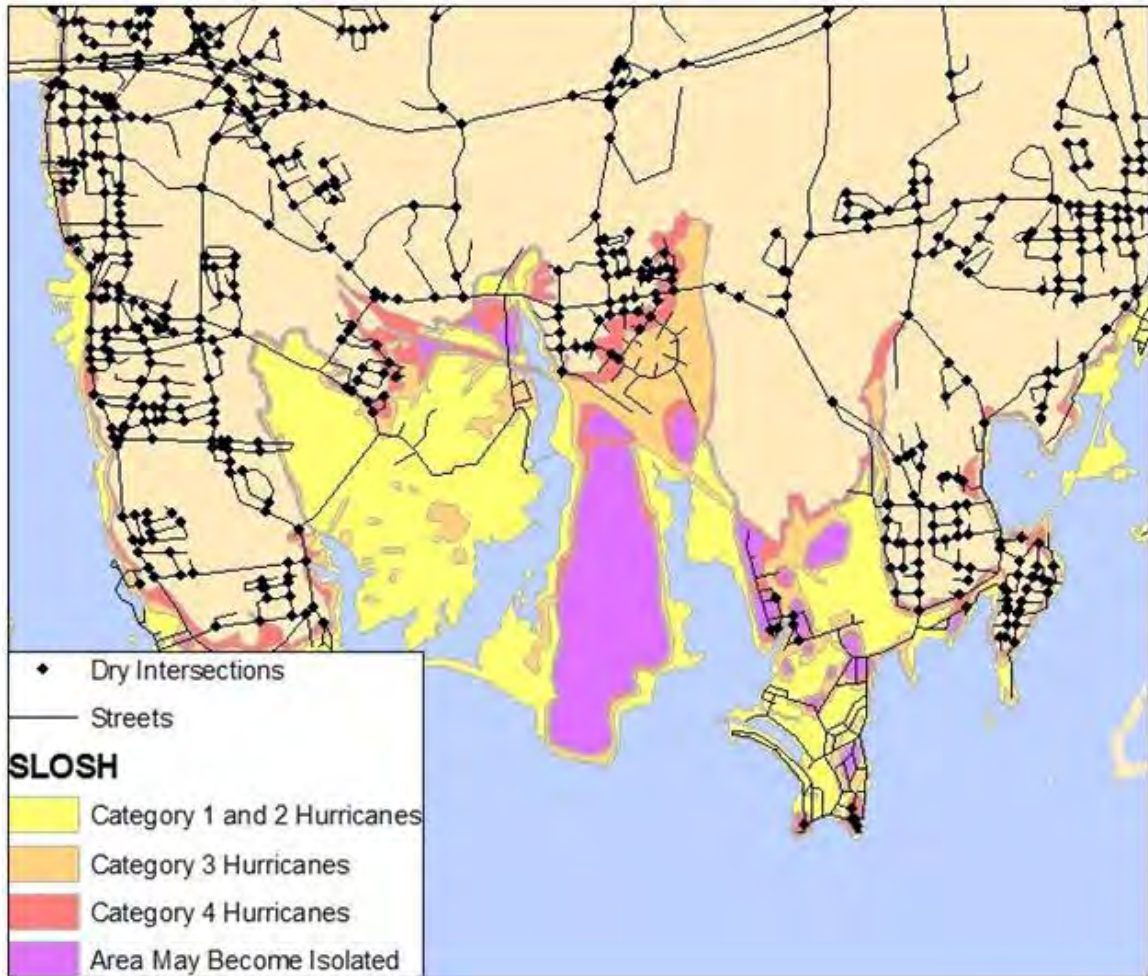 Dry Intersections
Streets
SLOSH
Category 1 and 2 Hurricanes
Category 3 Hurricanes
Category 4 Hurricanes
Area May Become Isolated